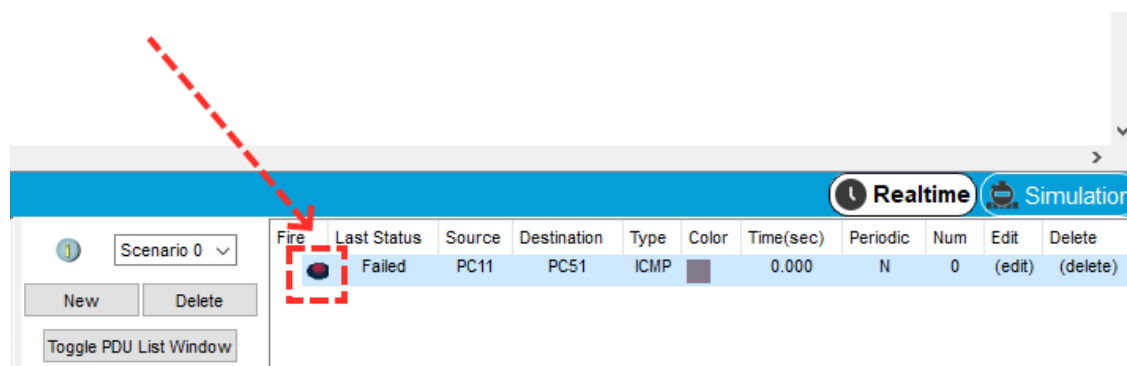 Realtime
Simulation
Scenario 0
Fire Last Status Source Destination Type Color Time(sec) Periodic Num Edit Delete
Failed PC11 PC51 ICMP 0.000 N 0 (edit) (delete)
New Delete
Toggle PDU List Window